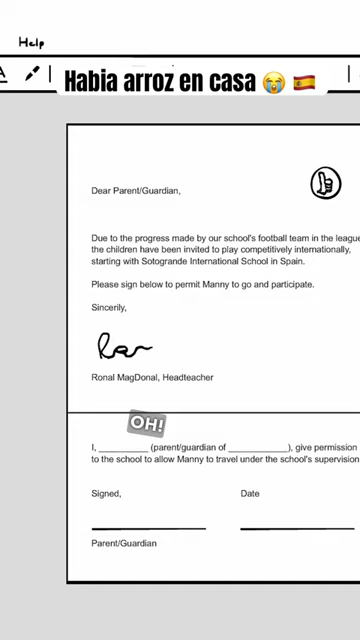 Help
Habia arroz en casa 😭 🇪🇸
Dear Parent/Guardian,
Due to the progress made by our school's football team in the league
the children have been invited to play competitively internationally,
starting with Sotogrande International School in Spain.
Please sign below to permit Manny to go and participate.
Sincerily,
Ronal MagDonal, Headteacher
OH!
I, __________ (parent/guardian of ____________), give permission
to the school to allow Manny to travel under the school's supervision
Signed,
Date
Parent/Guardian